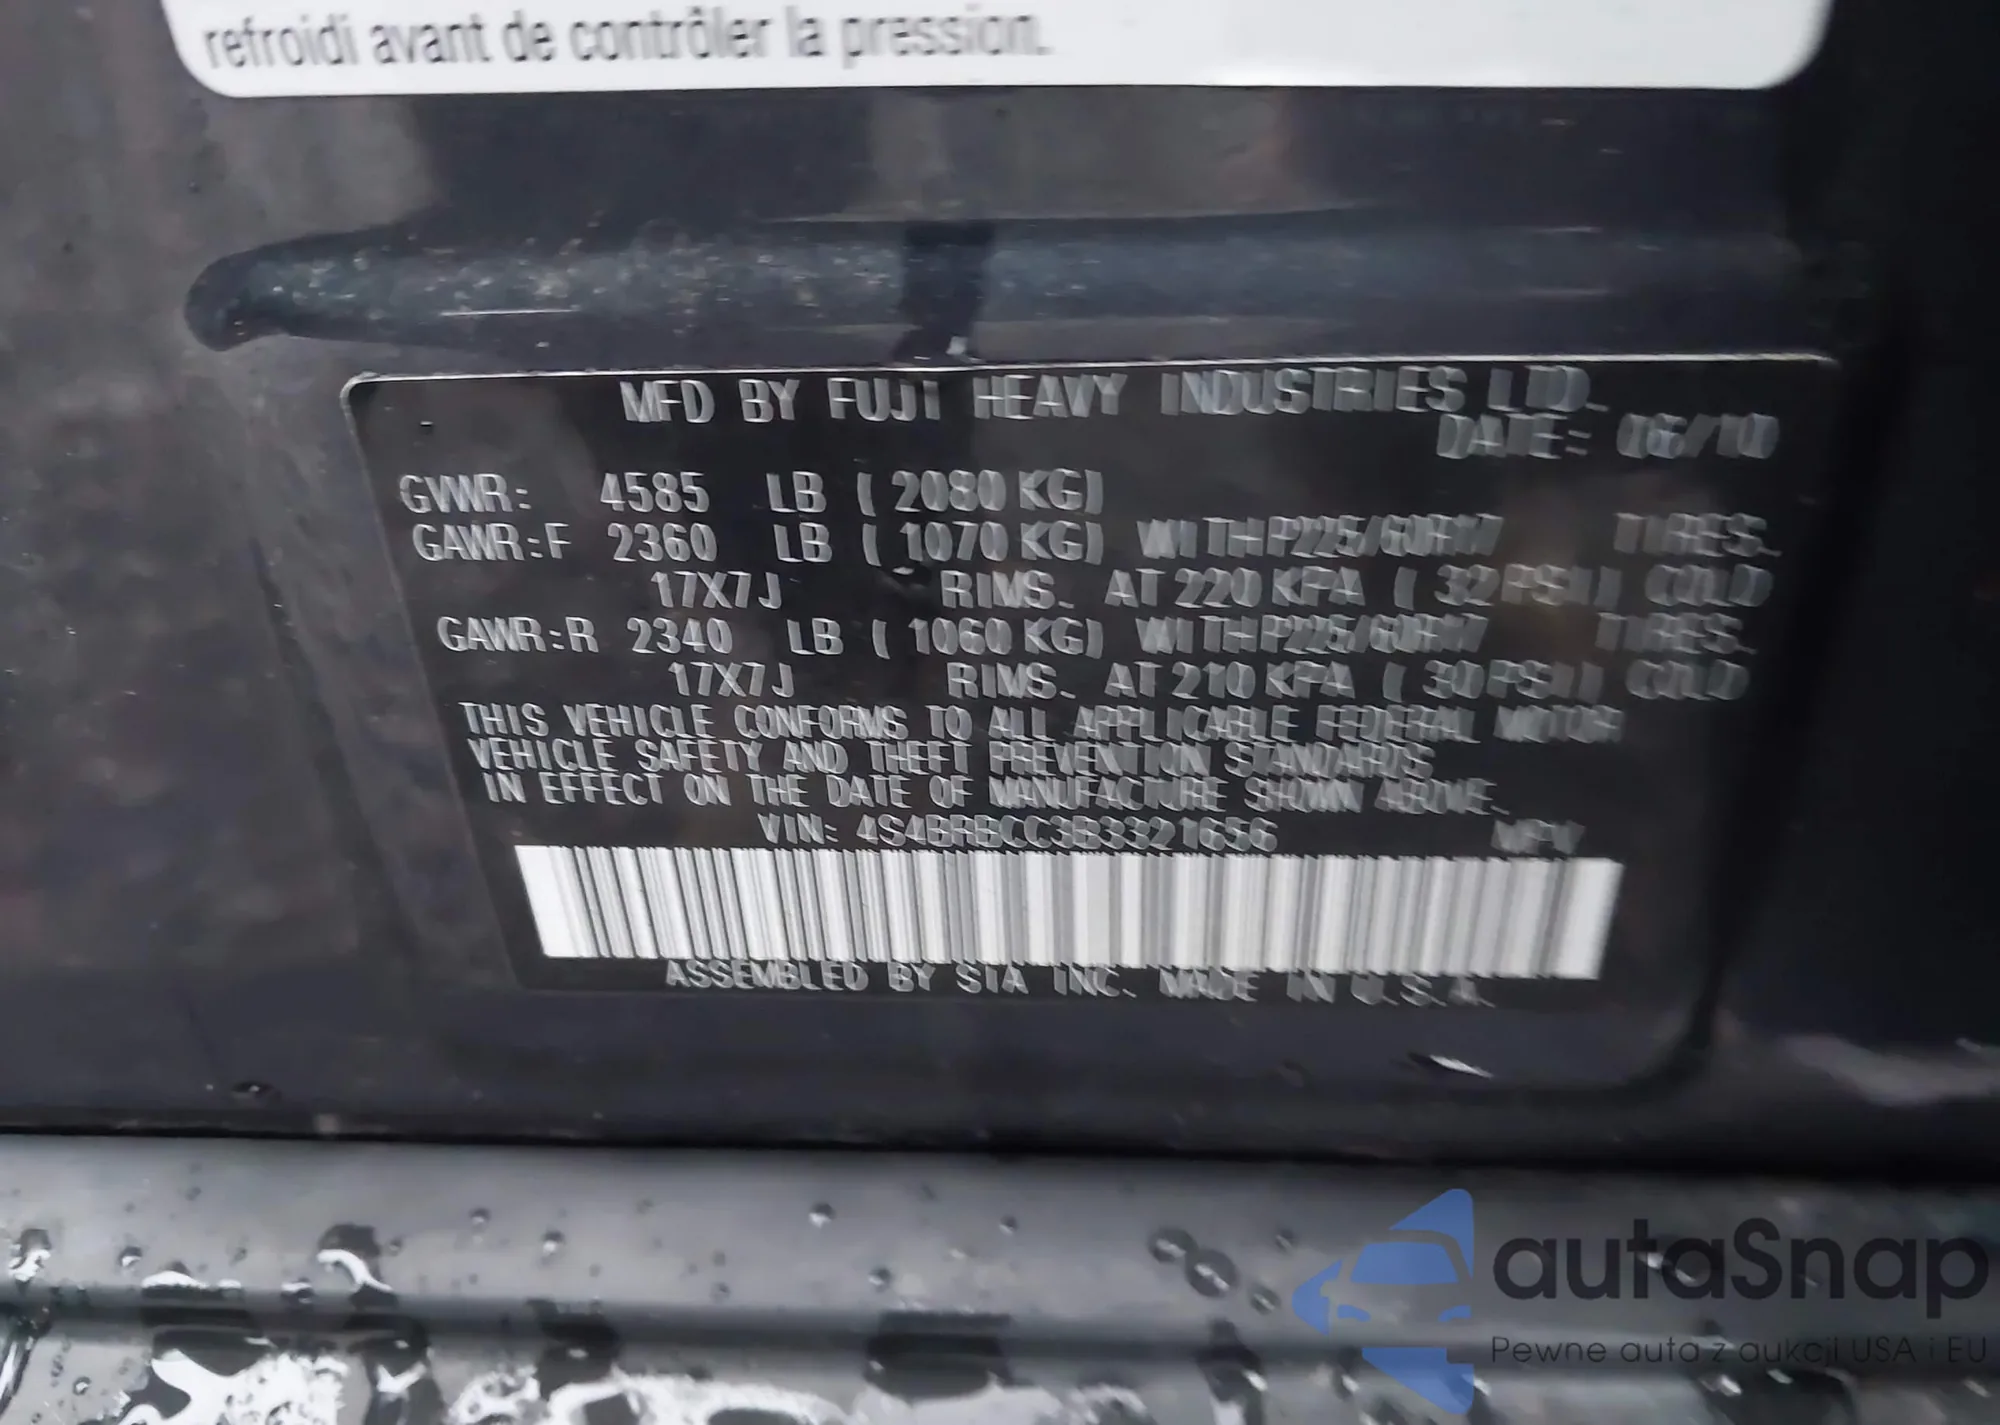 refroidi avant de contrôler la pression.
MFD BY FUJI HEAVY INDUSTRIES LTD.
DATE: 06/10
GVWR: 4585 LB ( 2080 KG)
GAWR:F 2360 LB ( 1070 KG) WITH P225/60R17 TIRES.
17X7J RIMS. AT 220 KPA ( 32 PSI) COLD
GAWR:R 2340 LB ( 1060 KG) WITH P225/60R17 TIRES.
17X7J RIMS. AT 210 KPA ( 30 PSI) COLD
THIS VEHICLE CONFORMS TO ALL APPLICABLE FEDERAL MOTOR
VEHICLE SAFETY AND THEFT PREVENTION STANDARDS
IN EFFECT ON THE DATE OF MANUFACTURE SHOWN ABOVE.
VIN: 4S4BRBCC3B3321656 MPV
ASSEMBLED BY SIA INC. MADE IN U.S.A.
autaSnap
Pewne auta z aukcji USA i EU